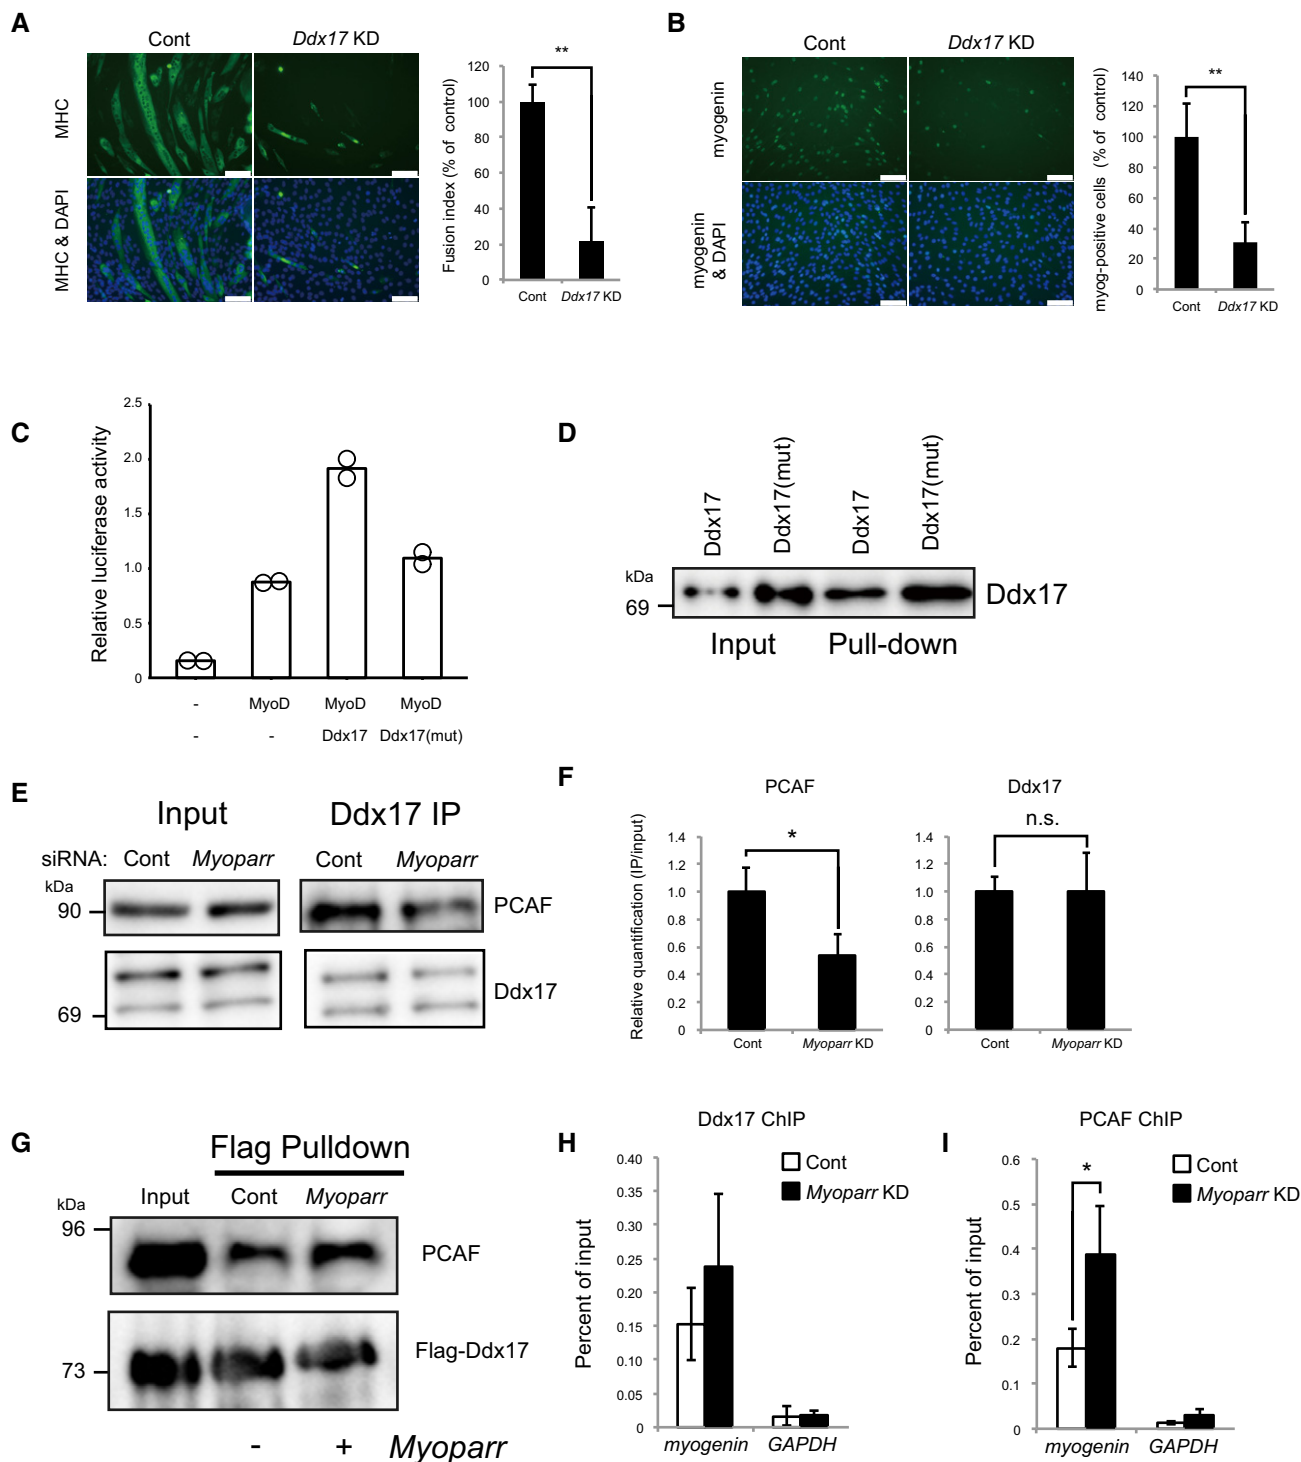 A
Cont
Ddx17 KD
MHC
MHC & DAPI
Fusion index (% of control)
120
100
80
60
40
20
0
**
Cont
Ddx17 KD
B
Cont
Ddx17 KD
myogenin
myogenin
& DAPI
myog-positive cells (% of control)
140
120
100
80
60
40
20
0
**
Cont
Ddx17 KD
C
Relative luciferase activity
2.5
2.0
1.5
1.0
0.5
0
- MyoD MyoD MyoD
- - Ddx17 Ddx17(mut)
D
Ddx17
Ddx17(mut)
Ddx17
Ddx17(mut)
kDa
69
Ddx17
Input Pull-down
E
Input Ddx17 IP
siRNA: Cont Myoparr Cont Myoparr
kDa
90
PCAF
69
Ddx17
F
PCAF
Relative quantification (IP/input)
1.4
1.2
1.0
0.8
0.6
0.4
0.2
0
*
Cont
Myoparr KD
Ddx17
1.4
1.2
1.0
0.8
0.6
0.4
0.2
0
n.s.
Cont
Myoparr KD
G
Flag Pulldown
kDa
Input Cont Myoparr
96
PCAF
73
Flag-Ddx17
- + Myoparr
H
Ddx17 ChIP
Percent of input
0.40
0.35
0.30
0.25
0.20
0.15
0.10
0.05
0
Cont
Myoparr KD
myogenin GAPDH
I
PCAF ChIP
Percent of input
0.6
0.5
0.4
0.3
0.2
0.1
0
*
Cont
Myoparr KD
myogenin GAPDH